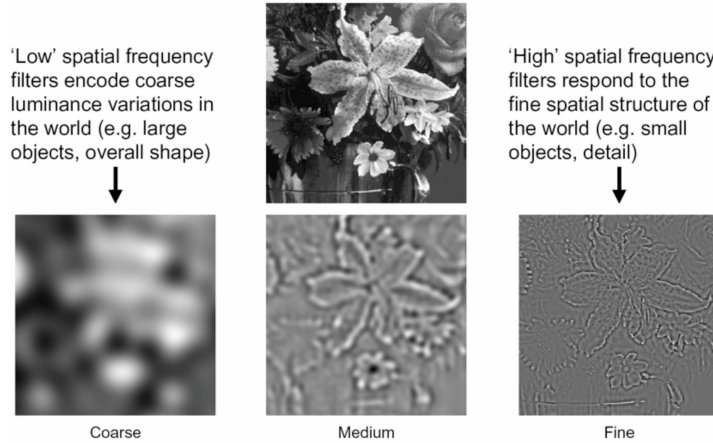 ‘Low’ spatial frequency
filters encode coarse
luminance variations in
the world (e.g. large
objects, overall shape)
‘High’ spatial frequency
filters respond to the
fine spatial structure of
the world (e.g. small
objects, detail)
Coarse
Medium
Fine